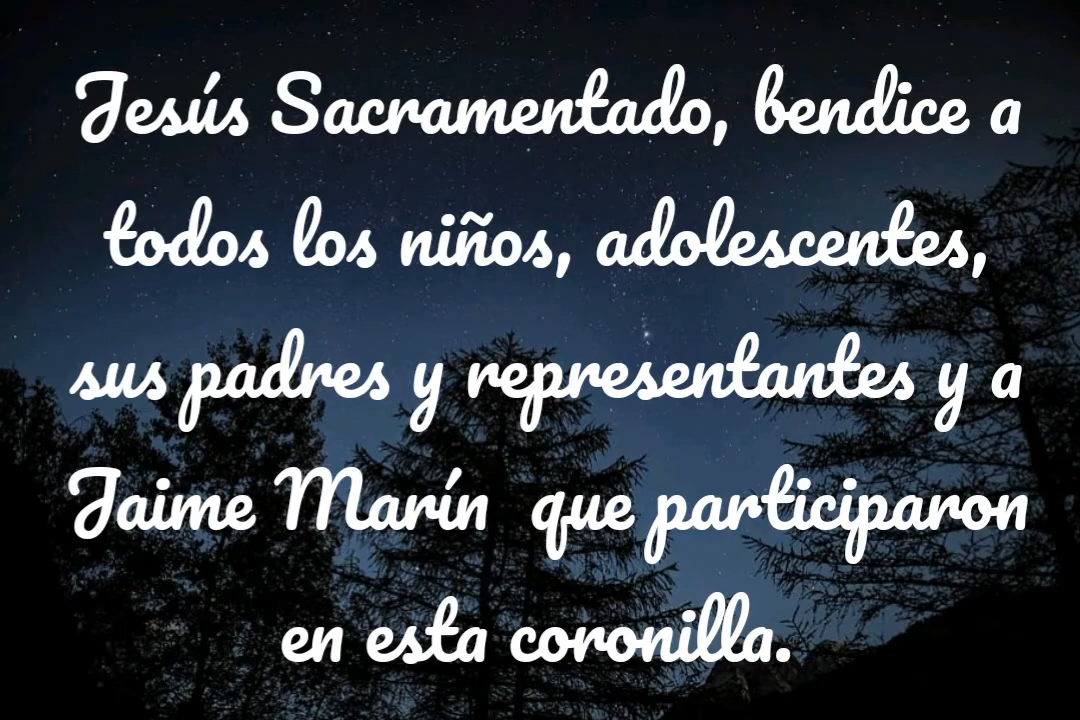 Jesús Sacramentado, bendice a
todos los niños, adolescentes,
sus padres y representantes y a
Jaime Marín que participaron
en esta coronilla.